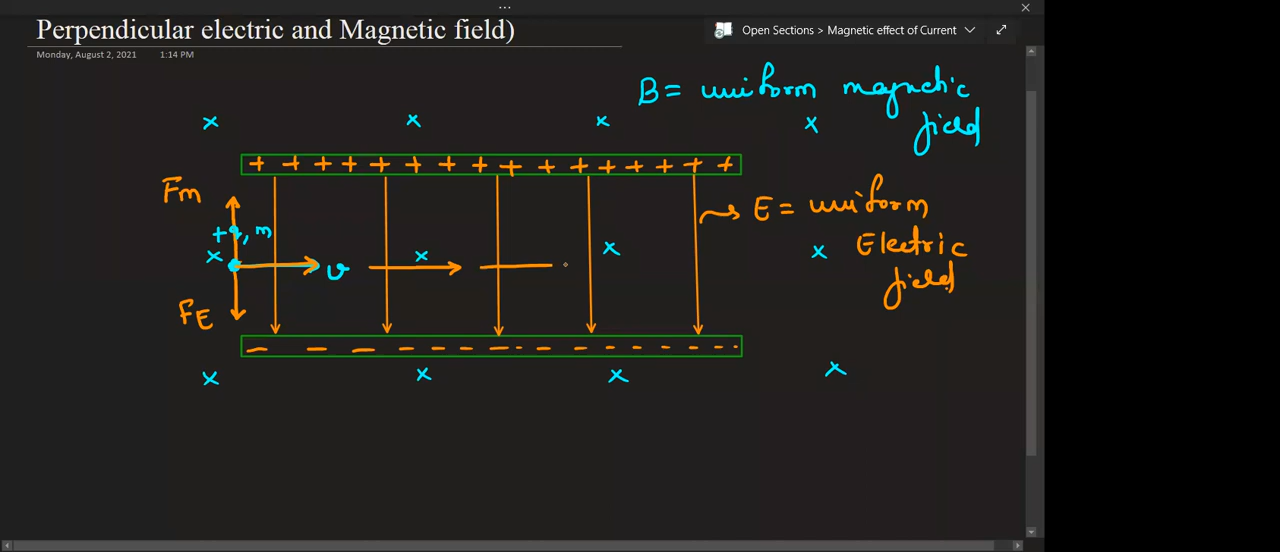 Perpendicular electric and Magnetic field)
Open Sections > Magnetic effect of Current
Monday, August 2, 2021 1:14 PM
B = uniform magnetic
field
x x x x
+ + + + + + + + + + + + + + +
Fm
E = uniform
+q, m
x x x x Electric
v
field
FE
- - - - - - - - - - - - - -
x x x x